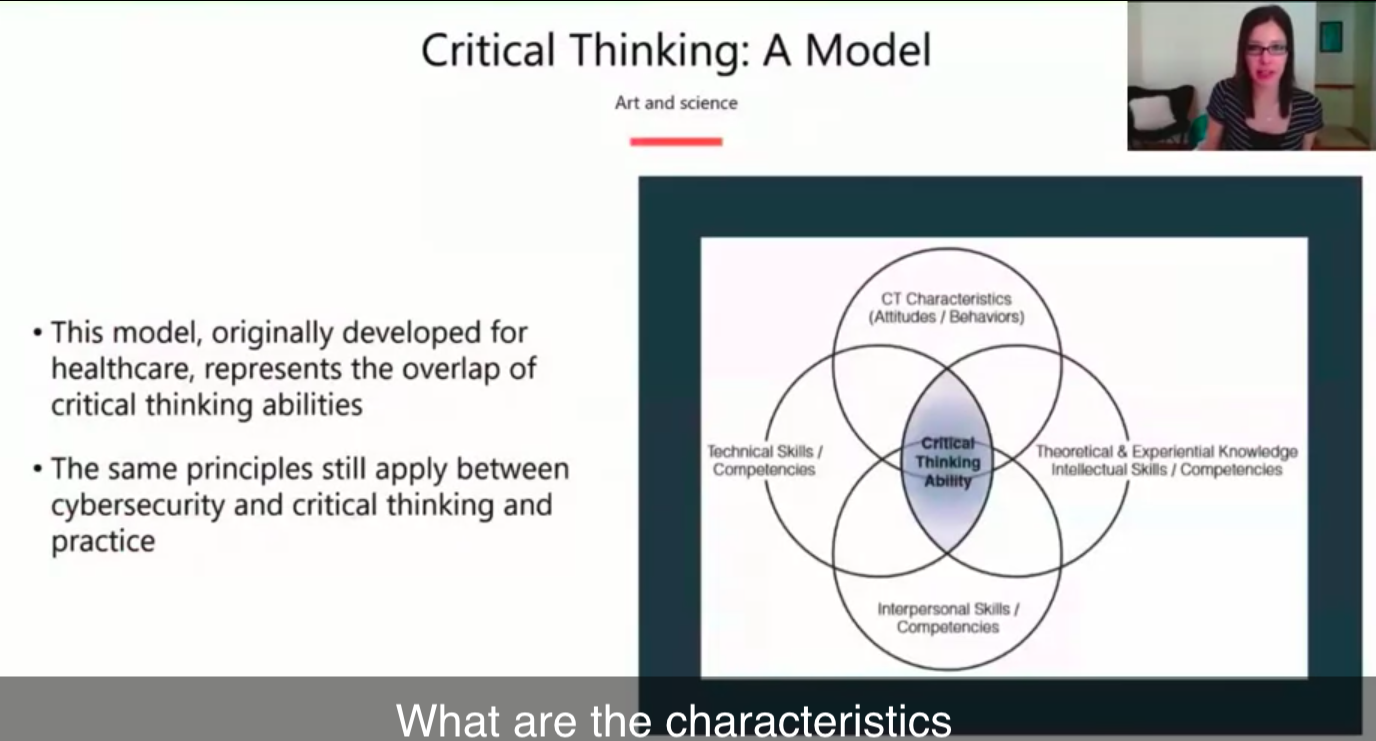 Critical Thinking: A Model
Art and science
• This model, originally developed for
healthcare, represents the overlap of
critical thinking abilities
• The same principles still apply between
cybersecurity and critical thinking and
practice
CT Characteristics
(Attitudes / Behaviors)
Technical Skills /
Competencies
Critical
Thinking
Ability
Theoretical & Experiential Knowledge
Intellectual Skills / Competencies
Interpersonal Skills /
Competencies
What are the characteristics